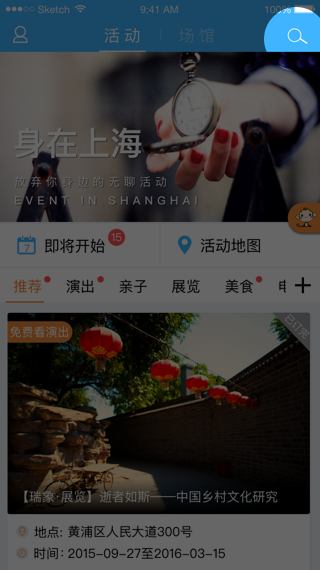 Sketch 9:41 AM 100%
活动 | 场馆
身在上海
放弃你身边的无聊活动
EVENT IN SHANGHAI
即将开始 15 活动地图
7
推荐 演出 亲子 展览 美食
免费看演出
已订完
【瑞象·展览】逝者如斯——中国乡村文化研究
地点: 黄浦区人民大道300号
时间: 2015-09-27至2016-03-15